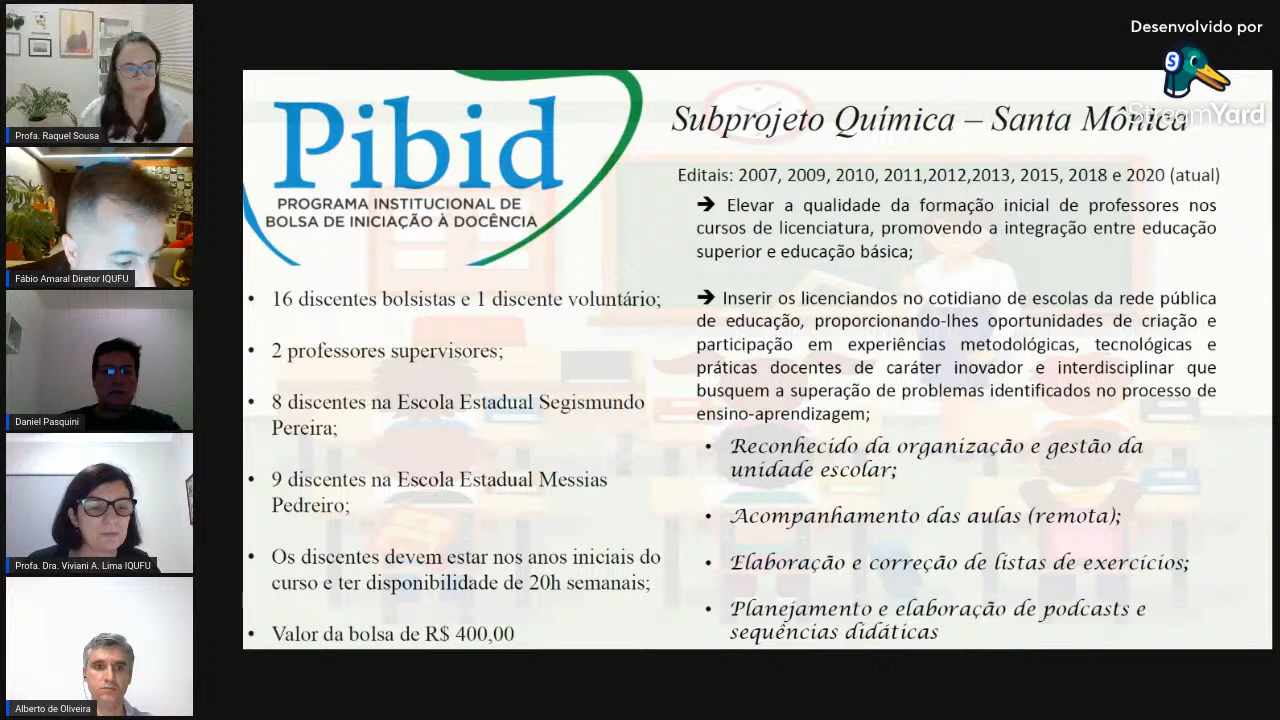 Desenvolvido por
StreamYard
Profa. Raquel Sousa
Fábio Amaral Diretor IQUFU
Daniel Pasquini
Profa. Dra. Viviani A. Lima IQUFU
Alberto de Oliveira
Pibid
PROGRAMA INSTITUCIONAL DE
BOLSA DE INICIAÇÃO À DOCÊNCIA
• 16 discentes bolsistas e 1 discente voluntário;
• 2 professores supervisores;
• 8 discentes na Escola Estadual Segismundo
Pereira;
• 9 discentes na Escola Estadual Messias
Pedreiro;
• Os discentes devem estar nos anos iniciais do
curso e ter disponibilidade de 20h semanais;
• Valor da bolsa de R$ 400,00
Subprojeto Química – Santa Mônica
Editais: 2007, 2009, 2010, 2011,2012,2013, 2015, 2018 e 2020 (atual)
➔ Elevar a qualidade da formação inicial de professores nos
cursos de licenciatura, promovendo a integração entre educação
superior e educação básica;
➔ Inserir os licenciandos no cotidiano de escolas da rede pública
de educação, proporcionando-lhes oportunidades de criação e
participação em experiências metodológicas, tecnológicas e
práticas docentes de caráter inovador e interdisciplinar que
busquem a superação de problemas identificados no processo de
ensino-aprendizagem;
• Reconhecido da organização e gestão da
unidade escolar;
• Acompanhamento das aulas (remota);
• Elaboração e correção de listas de exercícios;
• Planejamento e elaboração de podcasts e
sequências didáticas